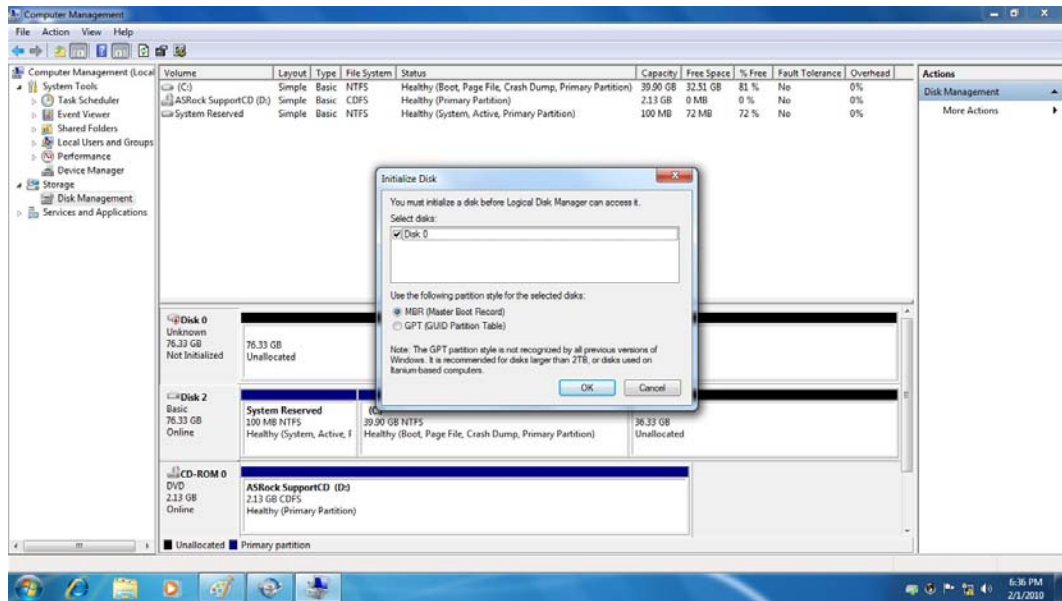 Computer Management
File Action View Help
Computer Management (Local
System Tools
Task Scheduler
Event Viewer
Shared Folders
Local Users and Groups
Performance
Device Manager
Storage
Disk Management
Services and Applications
Volume Layout Type File System Status Capacity Free Space % Free Fault Tolerance Overhead
(C:) Simple Basic NTFS Healthy (Boot, Page File, Crash Dump, Primary Partition) 39.90 GB 32.51 GB 81 % No 0%
ASRock SupportCD (D:) Simple Basic CDFS Healthy (Primary Partition) 2.13 GB 0 MB 0 % No 0%
System Reserved Simple Basic NTFS Healthy (System, Active, Primary Partition) 100 MB 72 MB 72 % No 0%
Actions
Disk Management
More Actions
Initialize Disk
You must initialize a disk before Logical Disk Manager can access it.
Select disks:
Disk 0
Use the following partition style for the selected disks:
MBR (Master Boot Record)
GPT (GUID Partition Table)
Note: The GPT partition style is not recognized by all previous versions of
Windows. It is recommended for disks larger than 2TB, or disks used on
Itanium-based computers.
OK Cancel
Disk 0
Unknown
76.33 GB
Not Initialized
76.33 GB
Unallocated
Disk 2
Basic
76.33 GB
Online
System Reserved
100 MB NTFS
Healthy (System, Active, P
(C:
39.90 GB NTFS
Healthy (Boot, Page File, Crash Dump, Primary Partition)
36.33 GB
Unallocated
CD-ROM 0
DVD
2.13 GB
Online
ASRock SupportCD (D:)
2.13 GB CDFS
Healthy (Primary Partition)
Unallocated Primary partition
6:36 PM
2/1/2010